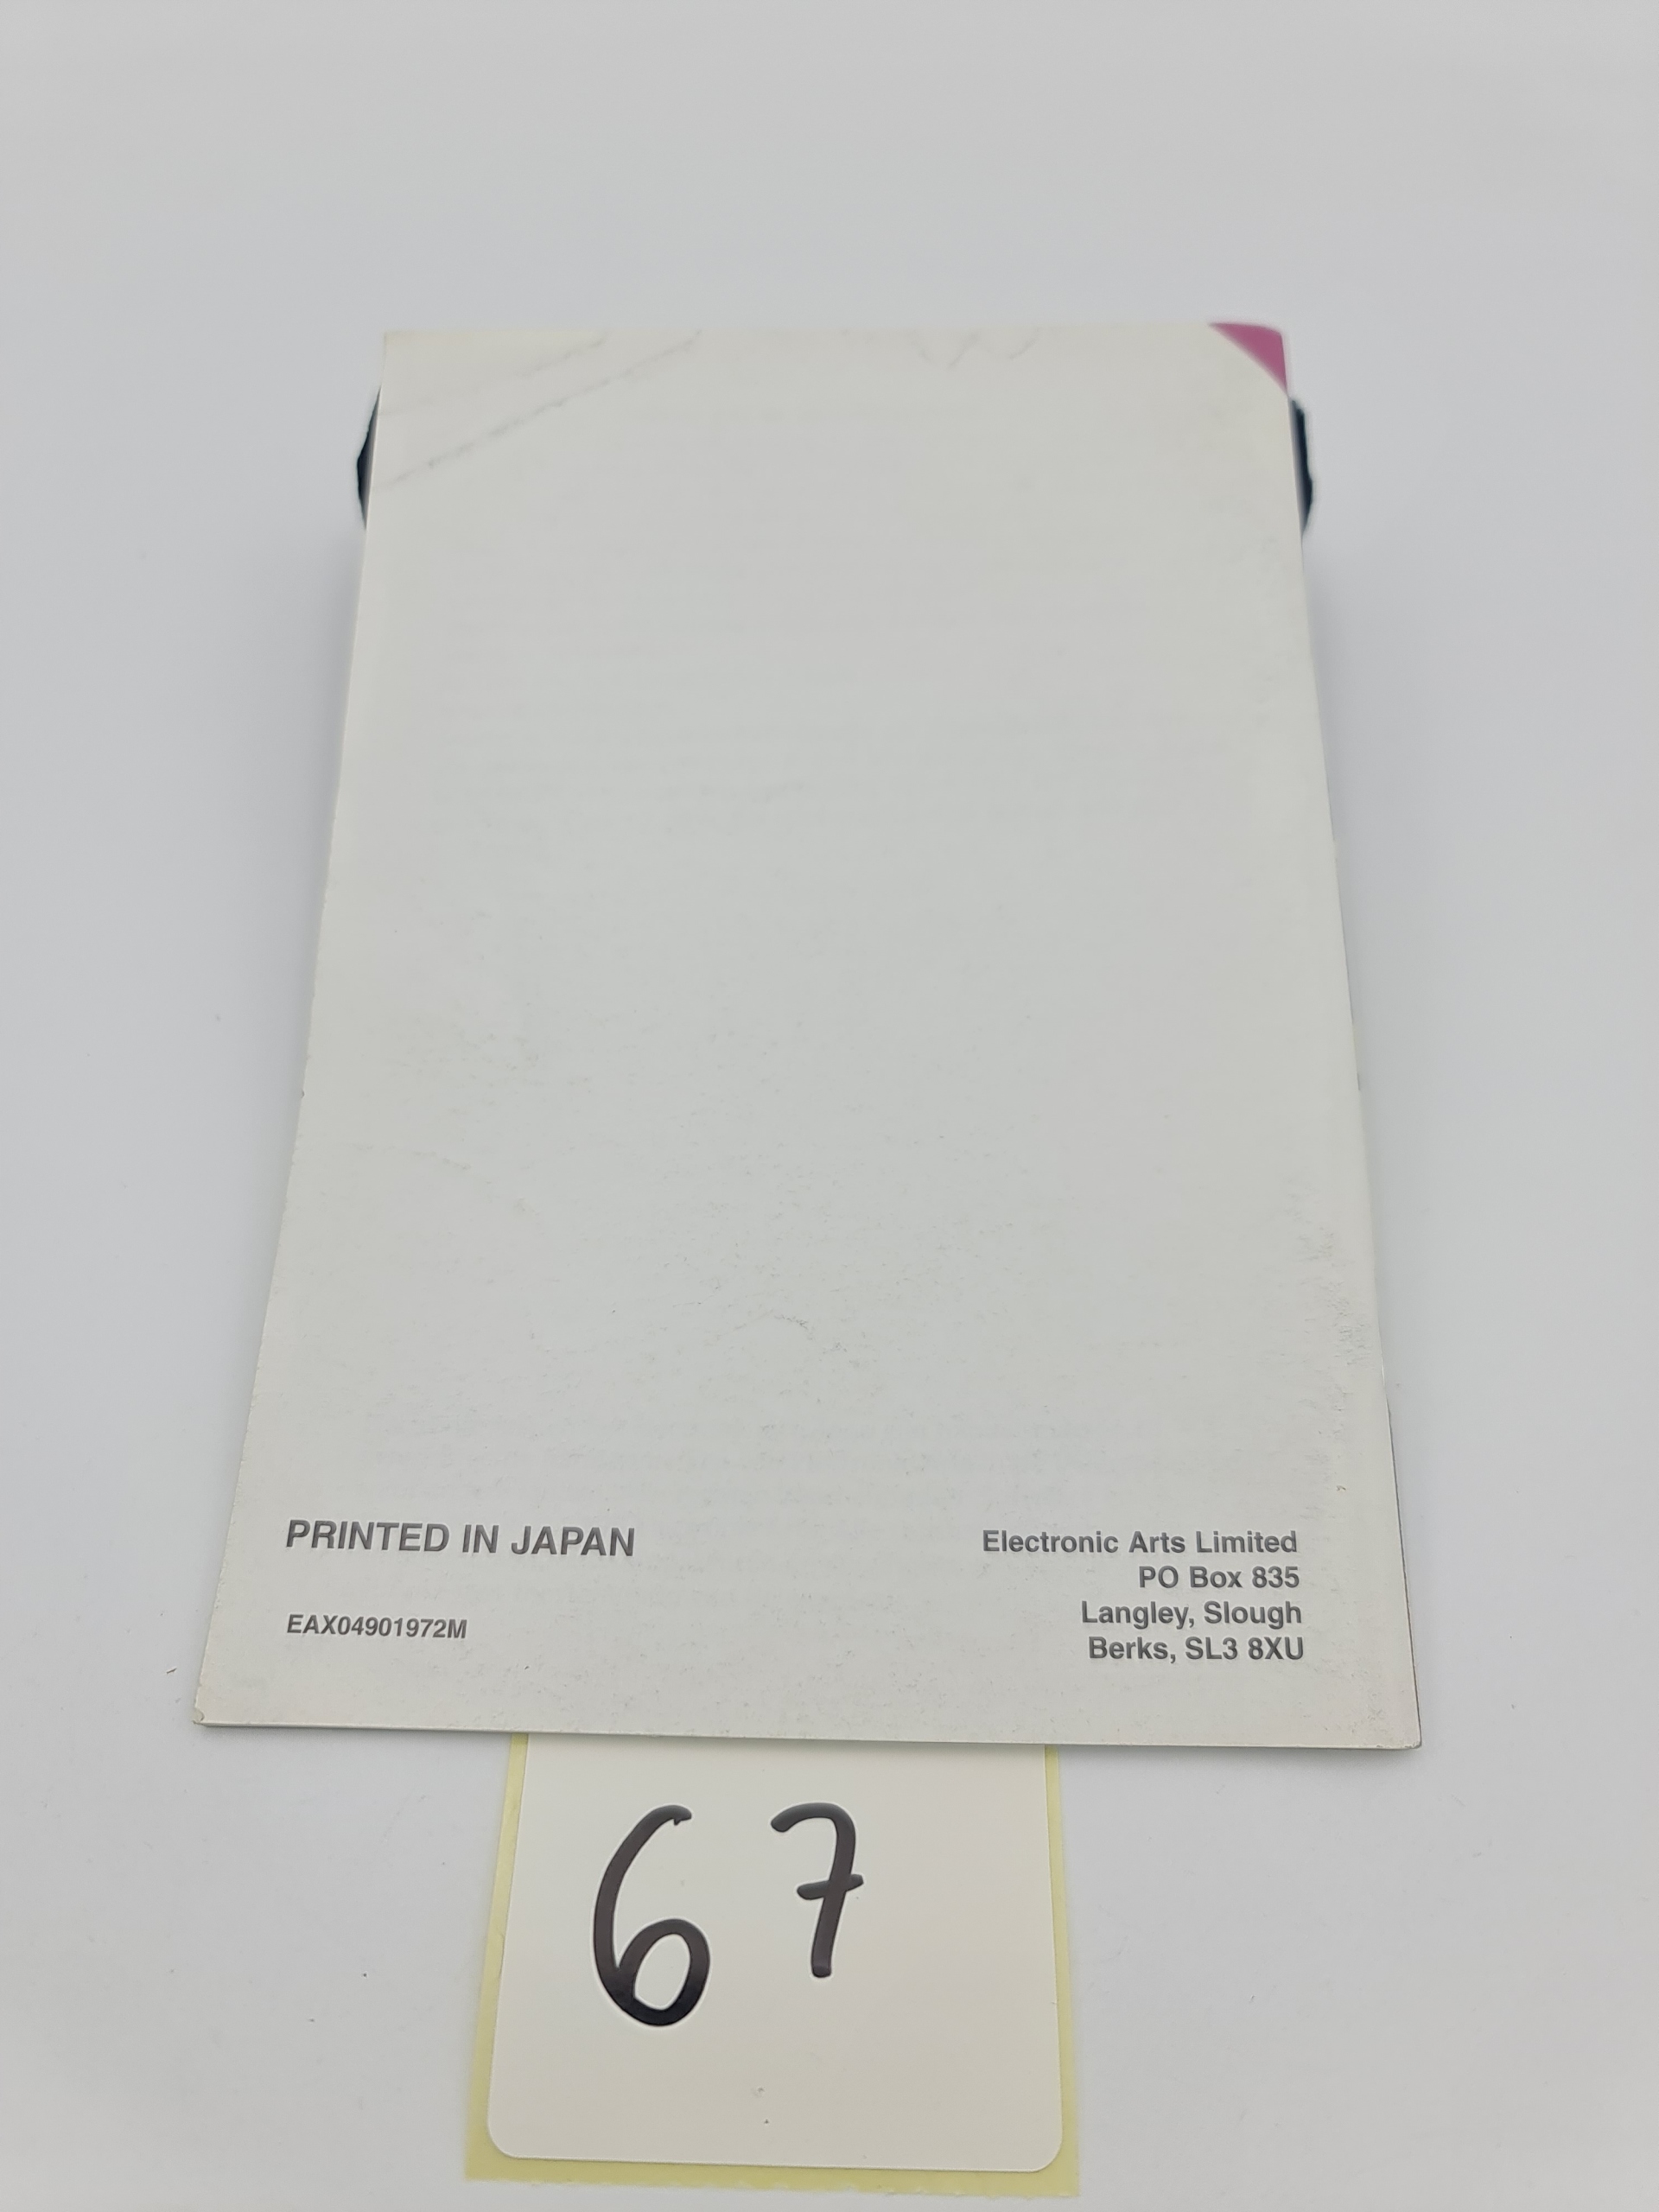 PRINTED IN JAPAN
EAX04901972M
Electronic Arts Limited
PO Box 835
Langley, Slough
Berks, SL3 8XU
67